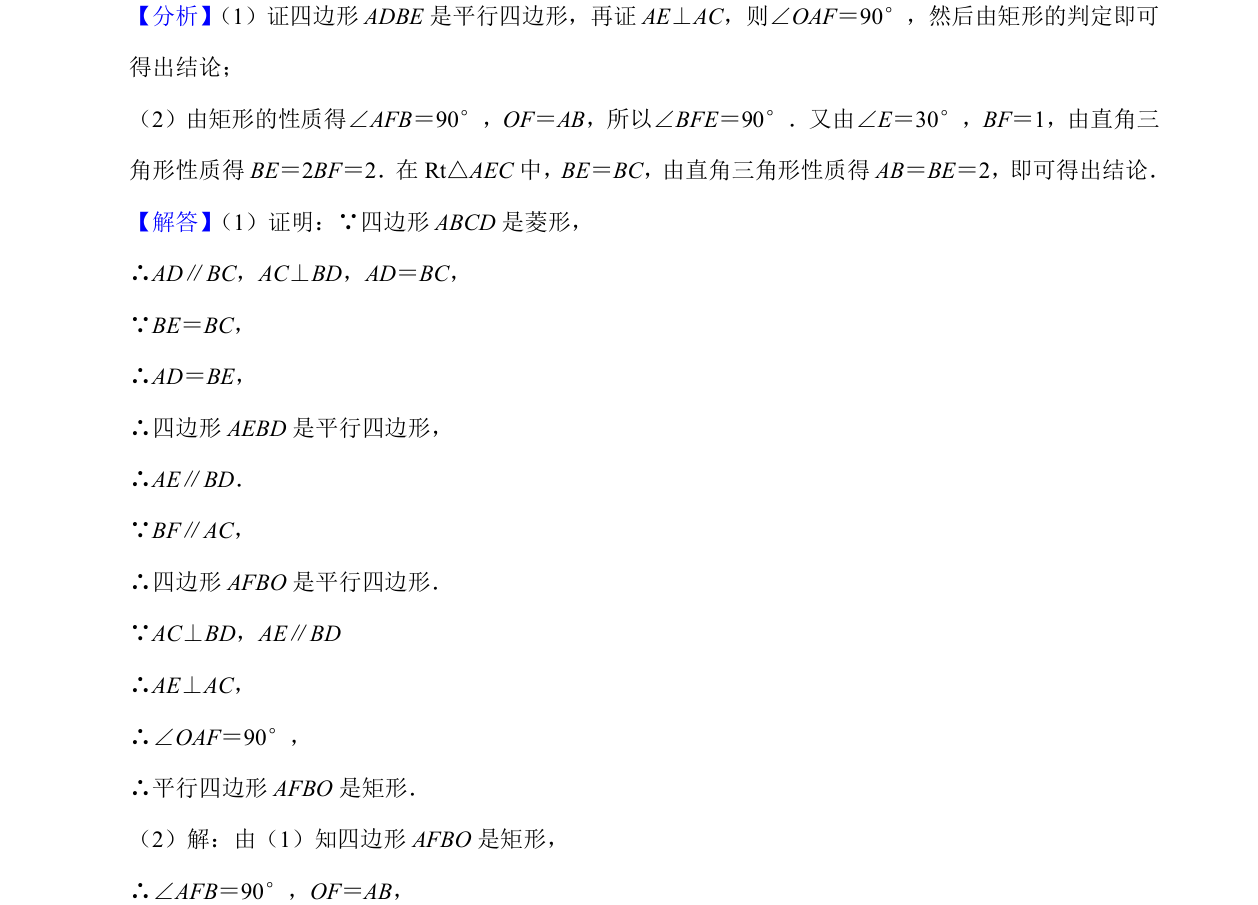 【分析】（1）证四边形 ADBE 是平行四边形，再证 AE⊥AC，则∠OAF＝90°，然后由矩形的判定即可
得出结论；
（2）由矩形的性质得∠AFB＝90°，OF＝AB，所以∠BFE＝90°．又由∠E＝30°，BF＝1，由直角三
角形性质得 BE＝2BF＝2．在 Rt△AEC 中，BE＝BC，由直角三角形性质得 AB＝BE＝2，即可得出结论．
【解答】（1）证明：∵四边形 ABCD 是菱形，
∴AD∥BC，AC⊥BD，AD＝BC，
∵BE＝BC，
∴AD＝BE，
∴四边形 AEBD 是平行四边形，
∴AE∥BD．
∵BF∥AC，
∴四边形 AFBO 是平行四边形．
∵AC⊥BD，AE∥BD
∴AE⊥AC，
∴∠OAF＝90°，
∴平行四边形 AFBO 是矩形．
（2）解：由（1）知四边形 AFBO 是矩形，
∴∠AFB＝90°，OF＝AB，